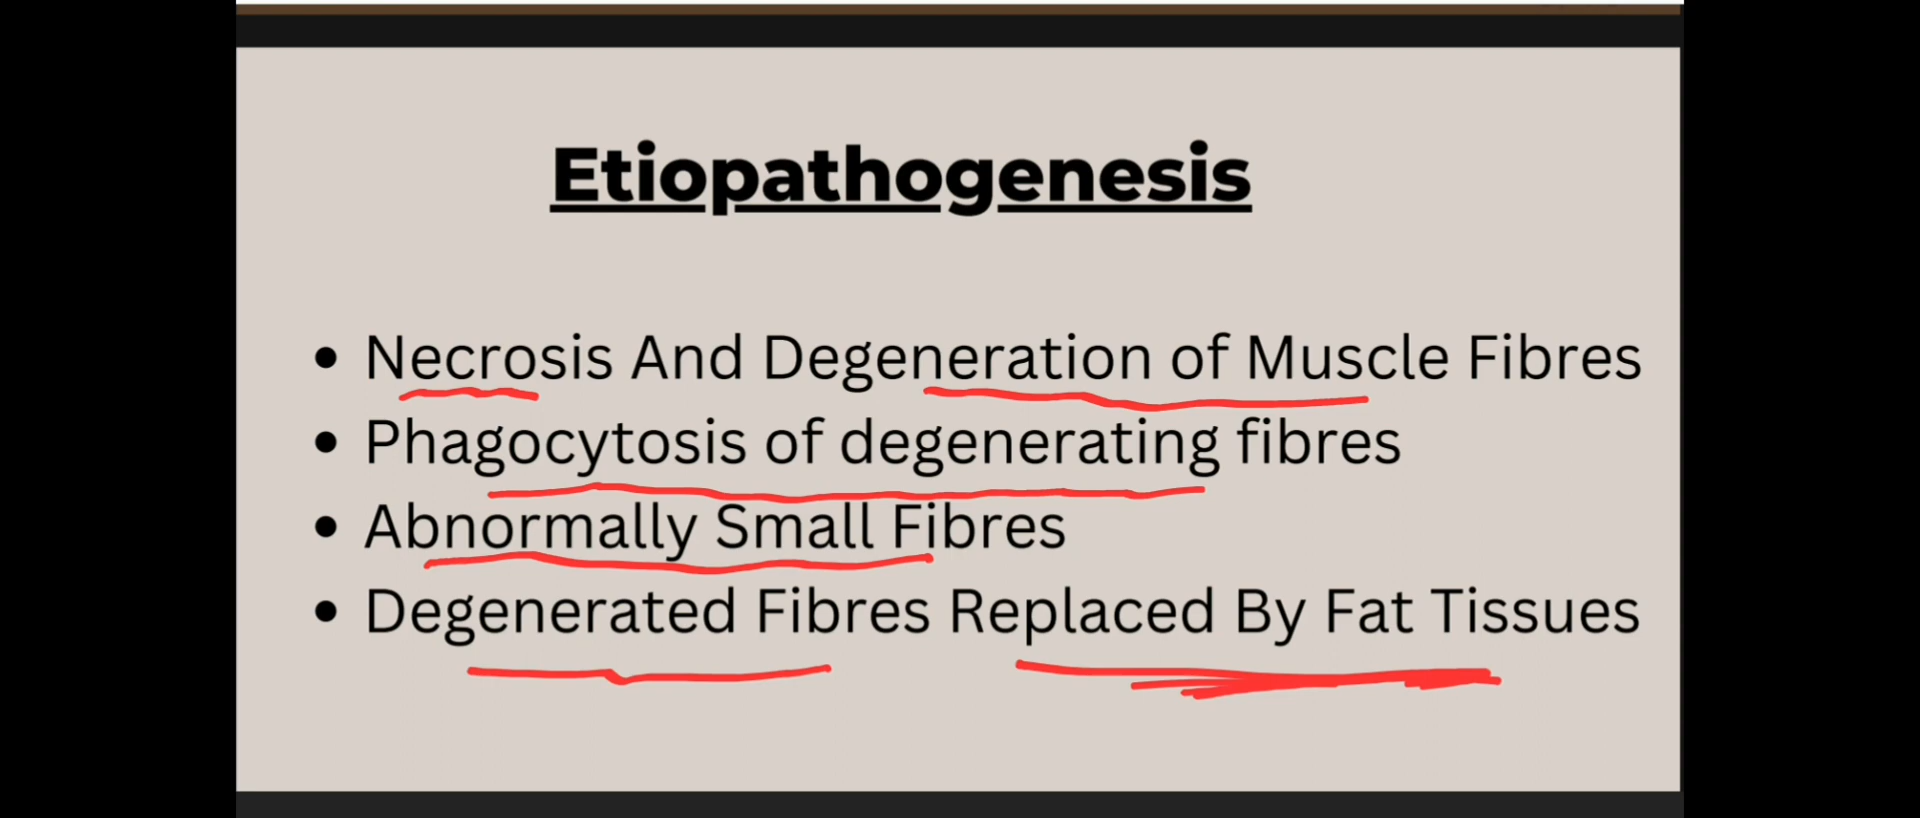 Etiopathogenesis
• Necrosis And Degeneration of Muscle Fibres
• Phagocytosis of degenerating fibres
• Abnormally Small Fibres
• Degenerated Fibres Replaced By Fat Tissues